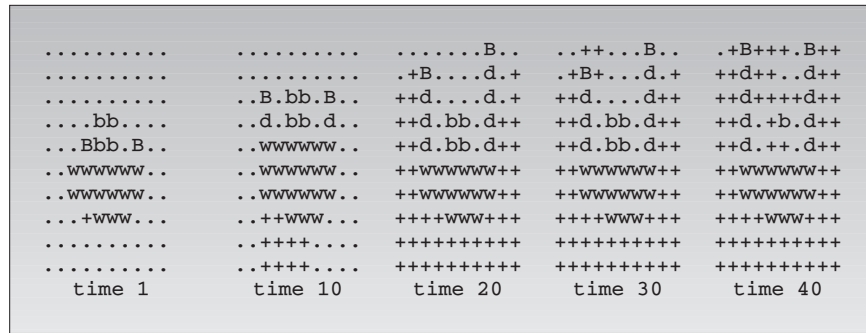 .......... .......... .......B.. ..++...B.. .+B+++.B++
.......... .......... .+B....d.+ .+B+...d.+ ++d++..d++
.......... ..B.bb.B.. ++d....d.+ ++d....d++ ++d++++d++
....bb.... ..d.bb.d.. ++d.bb.d++ ++d.bb.d++ ++d.+b.d++
...Bbb.B.. ..wwwwww.. ++d.bb.d++ ++d.bb.d++ ++d.++.d++
..wwwwww.. ..wwwwww.. ++wwwwww++ ++wwwwww++ ++wwwwww++
..wwwwww.. ..wwwwww.. ++wwwwww++ ++wwwwww++ ++wwwwww++
...+www... ..++www... ++++www+++ ++++www+++ ++++www+++
.......... ..++++.... ++++++++++ ++++++++++ ++++++++++
.......... ..++++.... ++++++++++ ++++++++++ ++++++++++
time 1 time 10 time 20 time 30 time 40